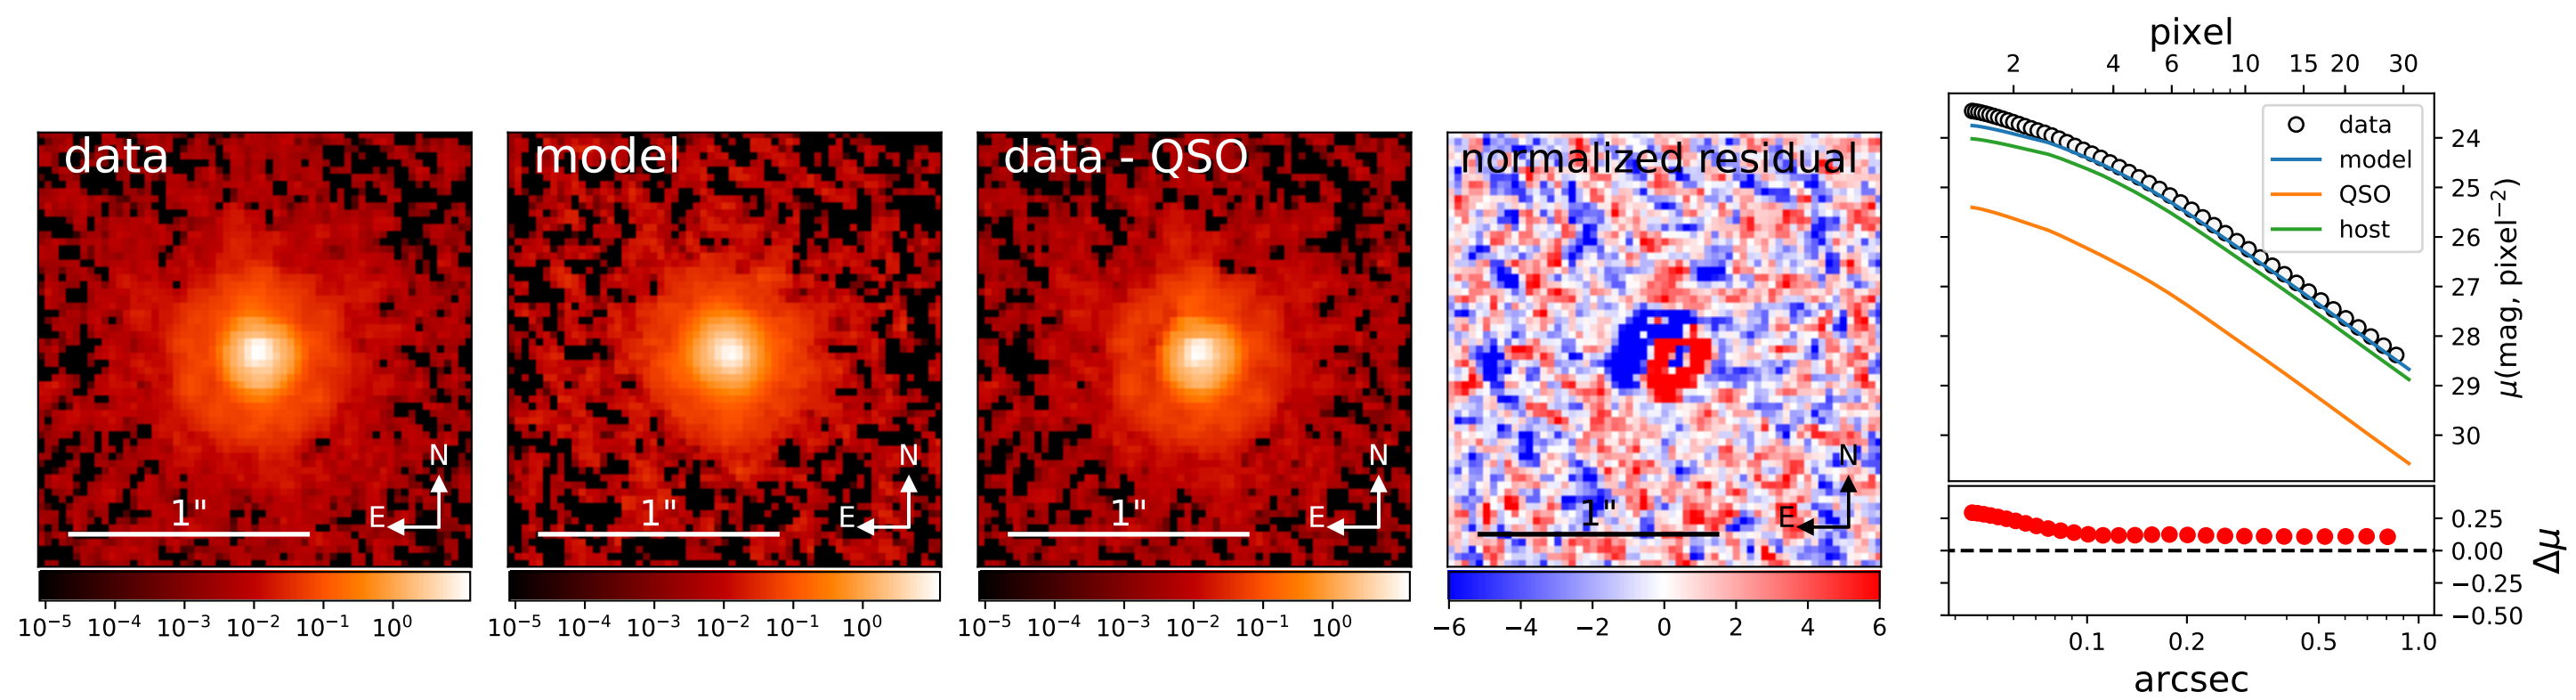 data
N
E
1"
10⁻⁵ 10⁻⁴ 10⁻³ 10⁻² 10⁻¹ 10⁰
model
N
E
1"
10⁻⁵ 10⁻⁴ 10⁻³ 10⁻² 10⁻¹ 10⁰
data - QSO
N
E
1"
10⁻⁵ 10⁻⁴ 10⁻³ 10⁻² 10⁻¹ 10⁰
normalized residual
N
E
1"
−6 −4 −2 0 2 4 6
pixel
2 4 6 10 15 20 30
data
model
QSO
host
24
25
26
27
28
29
30
μ(mag, pixel⁻²)
0.25
0.00
−0.25
−0.50
Δμ
0.1 0.2 0.5 1.0
arcsec